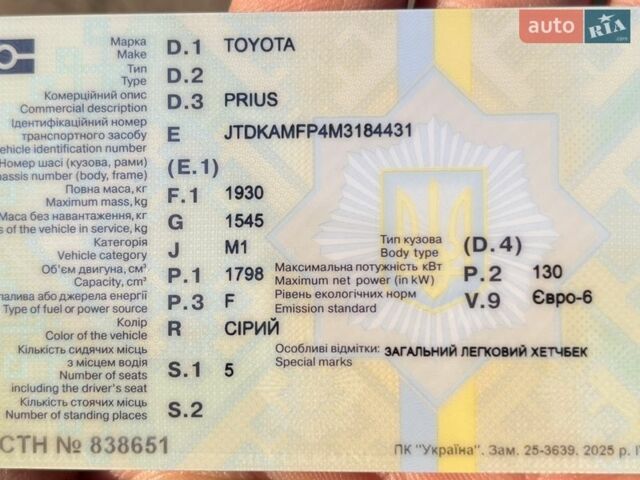 auto RIA
.com
Марка D.1 TOYOTA
Make
Тип D.2
Type
Комерційний опис D.3 PRIUS
Commercial description
Ідентифікаційний номер
транспортного засобу E JTDKAMFP4M3184431
vehicle identification number
Номер шасі (кузова, рами) (E.1)
number (body, frame)
Повна маса, кг F.1 1930
Maximum mass, kg
Маса без навантаження, кг G 1545
of the vehicle in service, kg
Категорія J M1 Тип кузова (D.4)
Vehicle category Body type
Об'єм двигуна, см³ P.1 1798 Максимальна потужність кВт P.2 130
Capacity, cm³ Maximum net power (in kW)
палива або джерела енергії P.3 F Рівень екологічних норм V.9 Євро-6
Type of fuel or power source Emission standard
Колір R СІРИЙ
Color of the vehicle
Кількість сидячих місць Особливі відмітки: ЗАГАЛЬНИЙ ЛЕГКОВИЙ ХЕТЧБЕК
з місцем водія S.1 5 Special marks
Number of seats
including the driver's seat
Кількість стоячих місць S.2
Number of standing places
СТН № 838651 ПК "Україна". Зам. 25-3639. 2025 р.